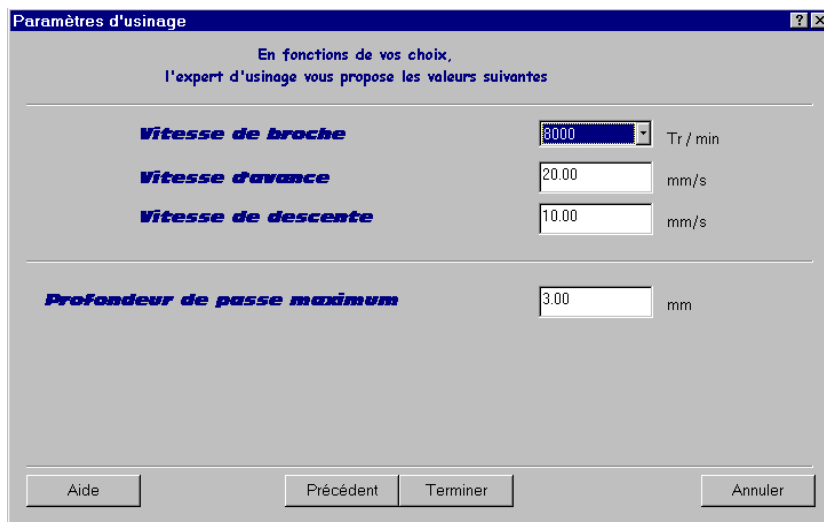 Paramètres d'usinage
En fonctions de vos choix,
l'expert d'usinage vous propose les valeurs suivantes
Vitesse de broche 8000 Tr / min
Vitesse d'avance 20.00 mm/s
Vitesse de descente 10.00 mm/s
Profondeur de passe maximum 3.00 mm
Aide Précédent Terminer Annuler